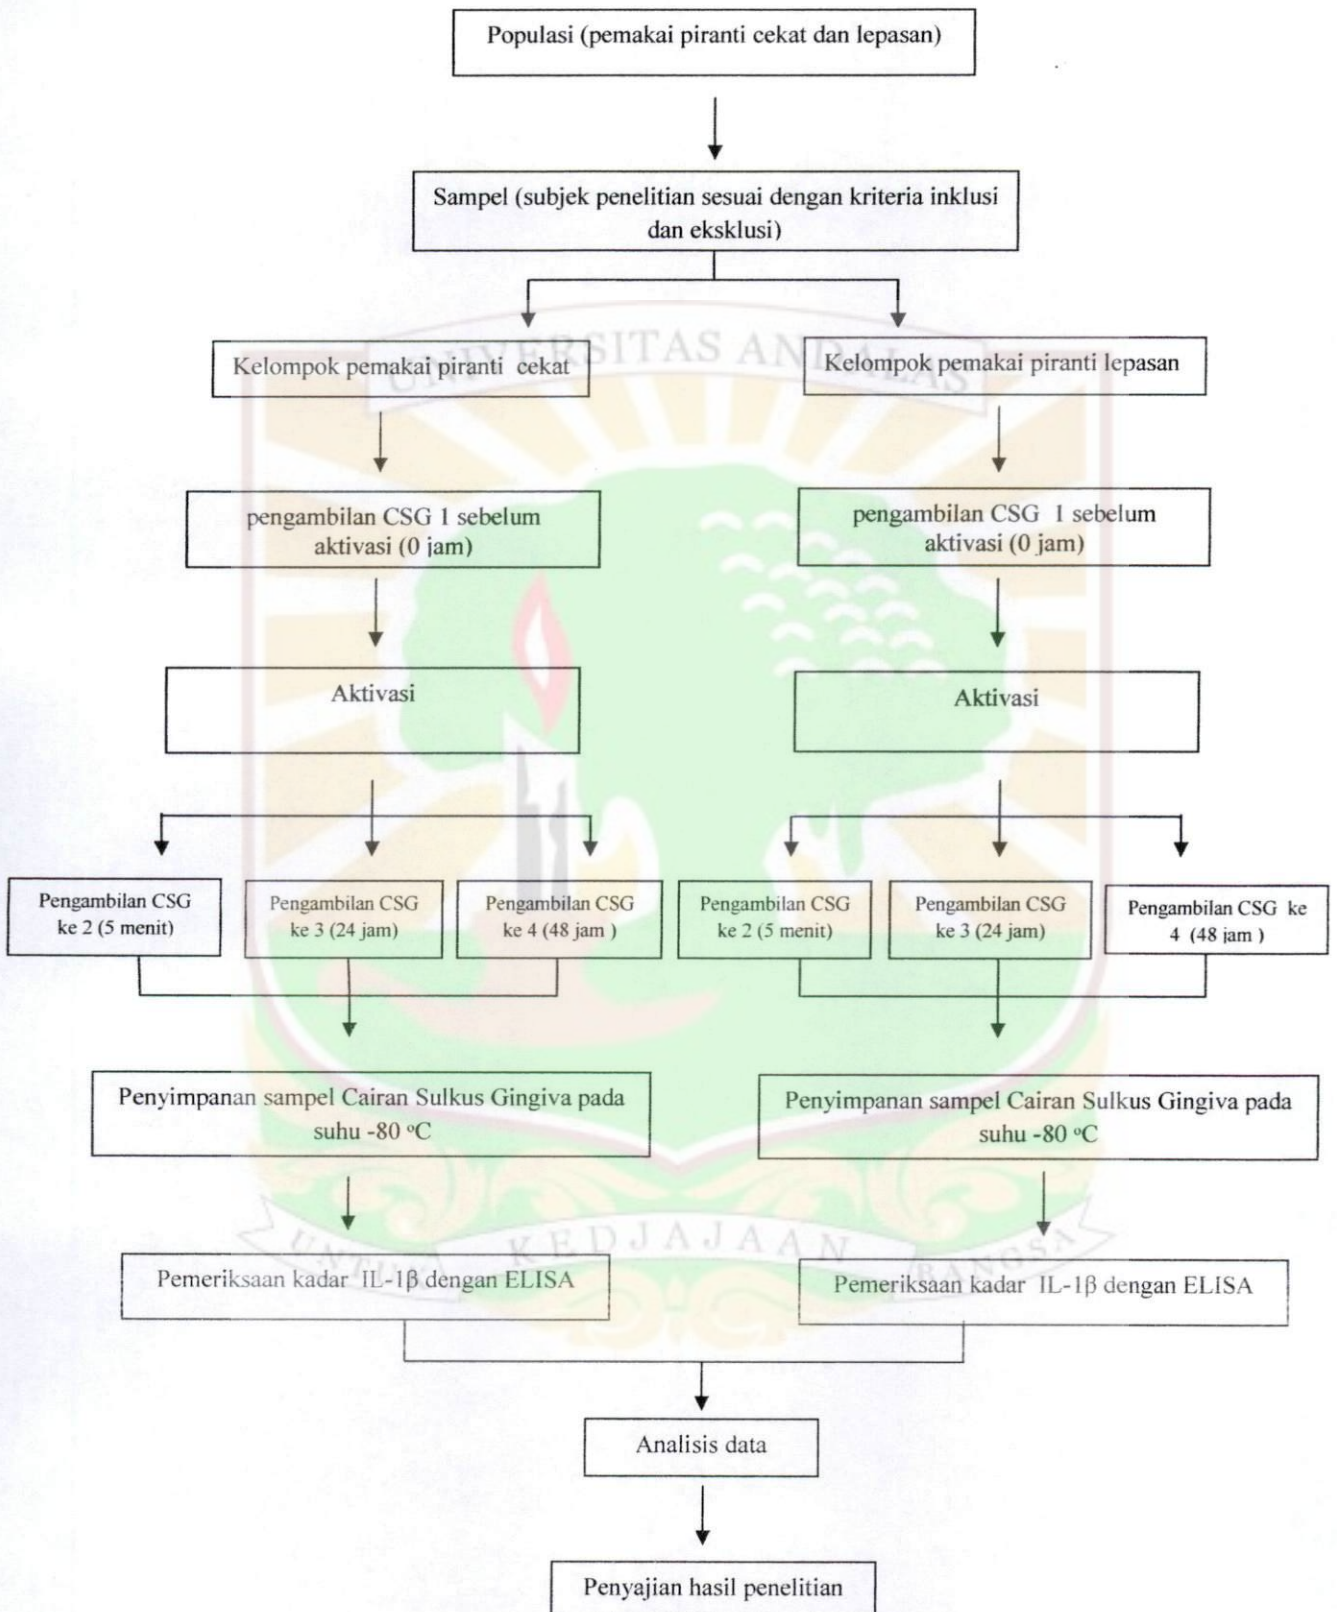 Populasi (pemakai piranti cekat dan lepasan)
Sampel (subjek penelitian sesuai dengan kriteria inklusi
dan eksklusi)
UNIVERSITAS ANDALAS
Kelompok pemakai piranti cekat
Kelompok pemakai piranti lepasan
pengambilan CSG 1 sebelum
aktivasi (0 jam)
pengambilan CSG 1 sebelum
aktivasi (0 jam)
Aktivasi
Aktivasi
Pengambilan CSG
ke 2 (5 menit)
Pengambilan CSG
ke 3 (24 jam)
Pengambilan CSG
ke 4 (48 jam )
Pengambilan CSG
ke 2 (5 menit)
Pengambilan CSG
ke 3 (24 jam)
Pengambilan CSG ke
4 (48 jam )
Penyimpanan sampel Cairan Sulkus Gingiva pada
suhu -80 °C
Penyimpanan sampel Cairan Sulkus Gingiva pada
suhu -80 °C
UNTUK KEDJAJAAN BANGSA
Pemeriksaan kadar IL-1β dengan ELISA
Pemeriksaan kadar IL-1β dengan ELISA
Analisis data
Penyajian hasil penelitian